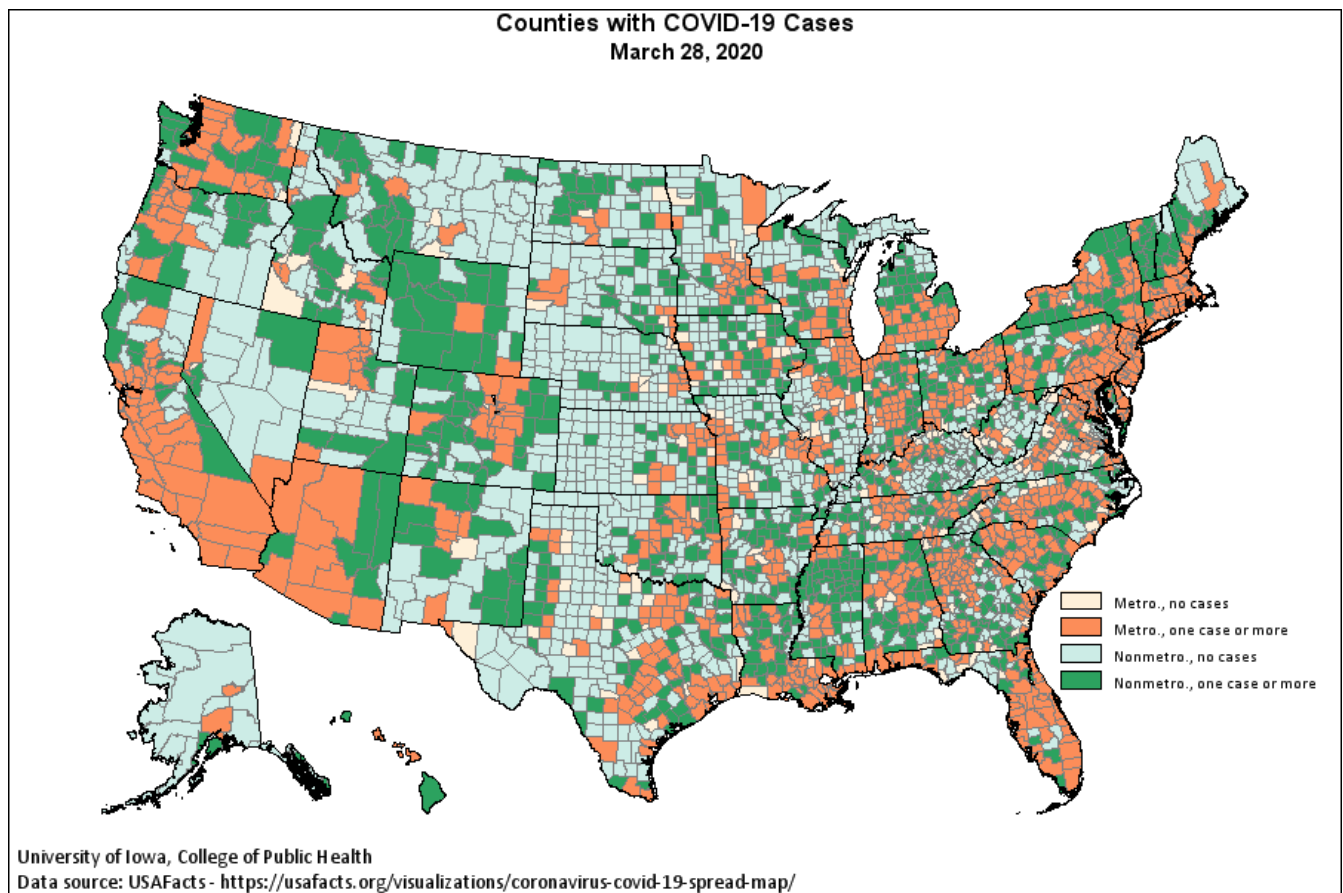 Counties with COVID-19 Cases
March 28, 2020
Metro., no cases
Metro., one case or more
Nonmetro., no cases
Nonmetro., one case or more
University of Iowa, College of Public Health
Data source: USAFacts - https://usafacts.org/visualizations/coronavirus-covid-19-spread-map/